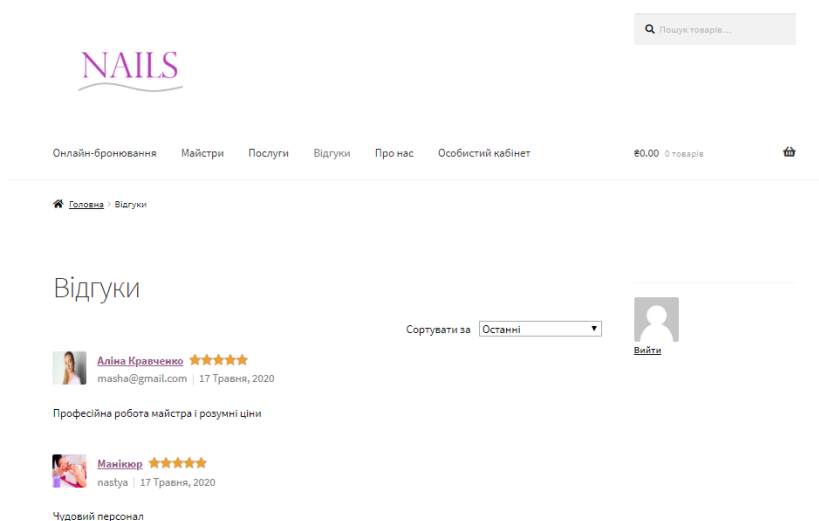 Пошук товарів...
NAILS
Онлайн-бронювання Майстри Послуги Відгуки Про нас Особистий кабінет ₴0.00 0 товарів
Головна > Відгуки
Відгуки
Сортувати за Останні
Вийти
Аліна Кравченко
masha@gmail.com | 17 Травня, 2020
Професійна робота майстра і розумні ціни
Манікюр
nastya | 17 Травня, 2020
Чудовий персонал